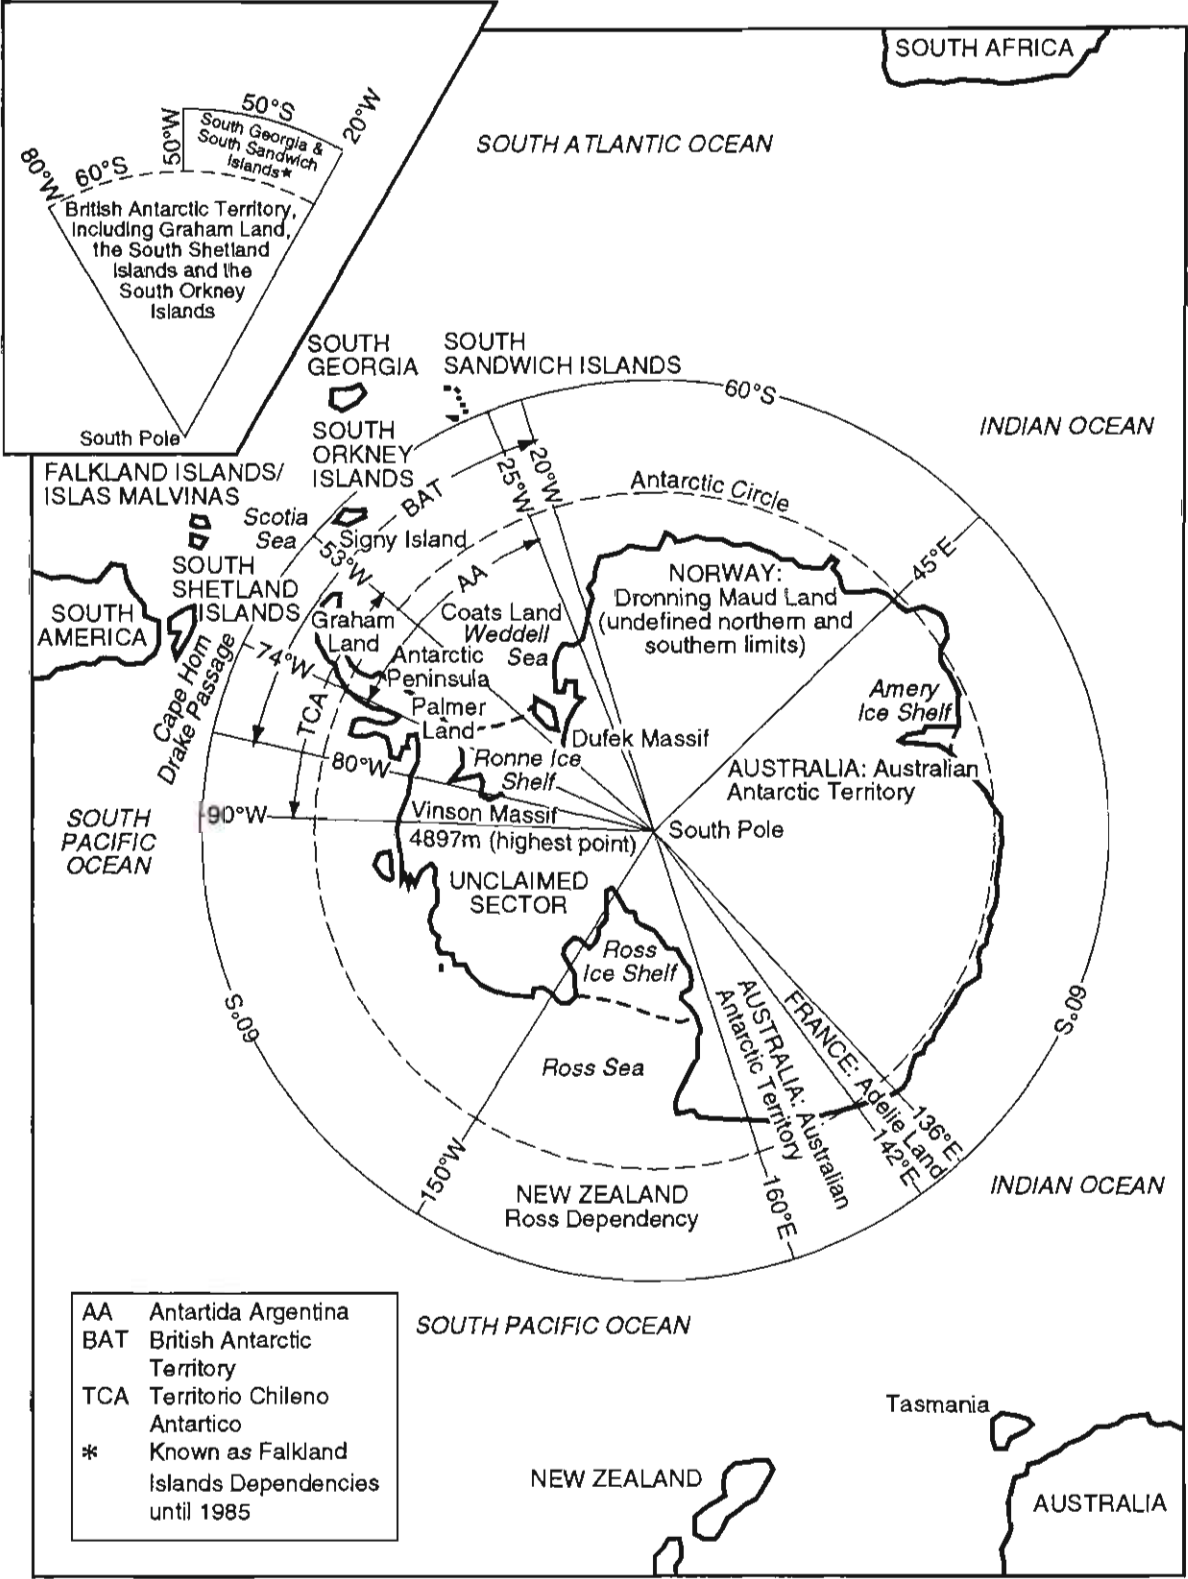 SOUTH AFRICA
50°S
20°W
50°W
South Georgia &
South Sandwich
Islands*
80°W
60°S
British Antarctic Territory,
including Graham Land,
the South Shetland
Islands and the
South Orkney
Islands
South Pole
SOUTH ATLANTIC OCEAN
SOUTH
GEORGIA
SOUTH
SANDWICH ISLANDS
60°S
INDIAN OCEAN
SOUTH
ORKNEY
ISLANDS
FALKLAND ISLANDS/
ISLAS MALVINAS
BAT
25°W
20°W
Antarctic Circle
Scotia
Sea
Signy Island
53°W
45°E
SOUTH
SHETLAND
ISLANDS
AA
NORWAY:
Dronning Maud Land
(undefined northern and
southern limits)
SOUTH
AMERICA
Graham
Land
Coats Land
Weddell
Sea
74°W
Antarctic
Peninsula
Cape Horn
Drake Passage
TCA
Palmer
Land
Amery
Ice Shelf
Dufek Massif
80°W
Ronne Ice
Shelf
AUSTRALIA: Australian
Antarctic Territory
SOUTH
PACIFIC
OCEAN
90°W
Vinson Massif
4897m (highest point)
South Pole
UNCLAIMED
SECTOR
Ross
Ice Shelf
60°S
60°S
Ross Sea
AUSTRALIA: Australian
Antarctic Territory
FRANCE: Adelie Land
136°E
142°E
160°E
150°W
NEW ZEALAND
Ross Dependency
INDIAN OCEAN
SOUTH PACIFIC OCEAN
AA Antartida Argentina
BAT British Antarctic
Territory
TCA Territorio Chileno
Antartico
* Known as Falkland
Islands Dependencies
until 1985
Tasmania
NEW ZEALAND
AUSTRALIA